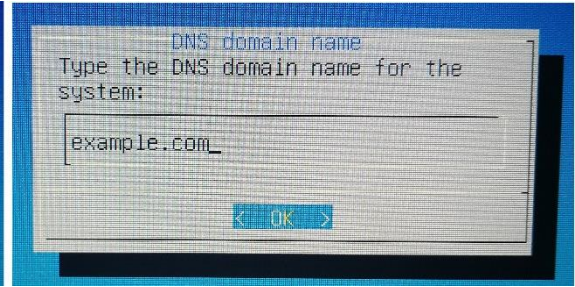 DNS domain name
Type the DNS domain name for the
system:
example.com_
< OK >